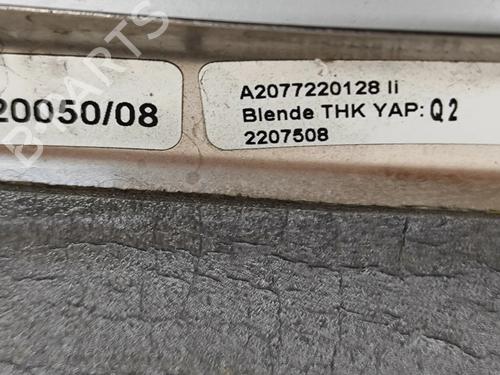 20050/08
A2077220128 li
Blende THK YAP: Q2
2207508
B-PARTS